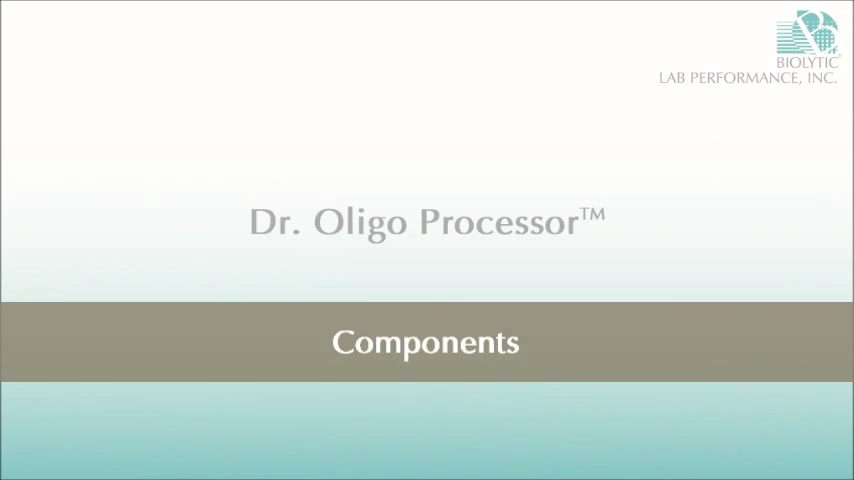 BIOLYTIC®
LAB PERFORMANCE, INC.
Dr. Oligo Processor™
Components